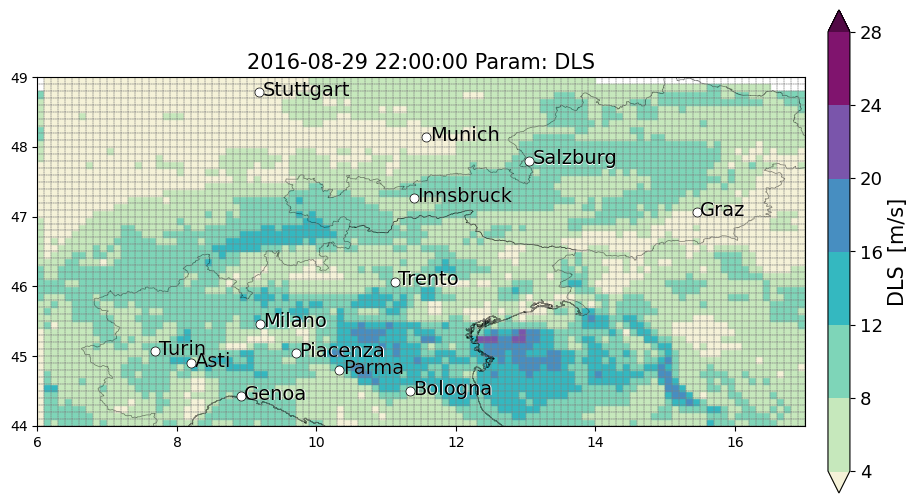 2016-08-29 22:00:00 Param: DLS
49
48
47
46
45
44
6
8
10
12
14
16
Stuttgart
Munich
Salzburg
Innsbruck
Graz
Trento
Milano
Turin
Asti
Piacenza
Parma
Bologna
Genoa
28
24
20
16
12
8
4
DLS [m/s]